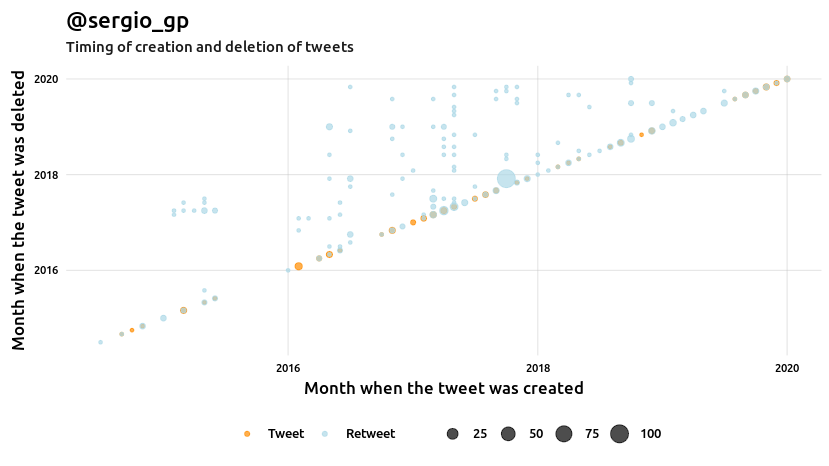 @sergio_gp
Timing of creation and deletion of tweets
Month when the tweet was deleted
2020
2018
2016
2016 2018 2020
Month when the tweet was created
Tweet Retweet 25 50 75 100